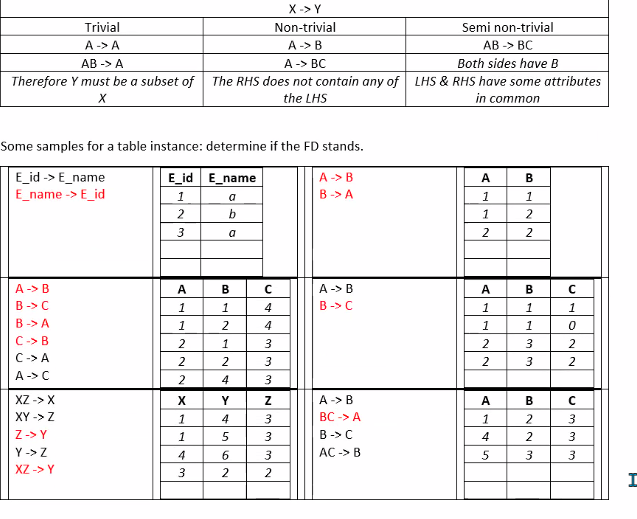 X -> Y
Trivial Non-trivial Semi non-trivial
A -> A A -> B AB -> BC
AB -> A A -> BC Both sides have B
Therefore Y must be a subset of The RHS does not contain any of LHS & RHS have some attributes
X the LHS in common
Some samples for a table instance: determine if the FD stands.
E_id -> E_name
E_name -> E_id
E_id E_name
1 a
2 b
3 a
A -> B
B -> A
A B
1 1
1 2
2 2
A -> B
B -> C
B -> A
C -> B
C -> A
A -> C
A B C
1 1 4
1 2 4
2 1 3
2 2 3
2 4 3
A -> B
B -> C
A B C
1 1 1
1 1 0
2 3 2
2 3 2
XZ -> X
XY -> Z
Z -> Y
Y -> Z
XZ -> Y
X Y Z
1 4 3
1 5 3
4 6 3
3 2 2
A -> B
BC -> A
B -> C
AC -> B
A B C
1 2 3
4 2 3
5 3 3